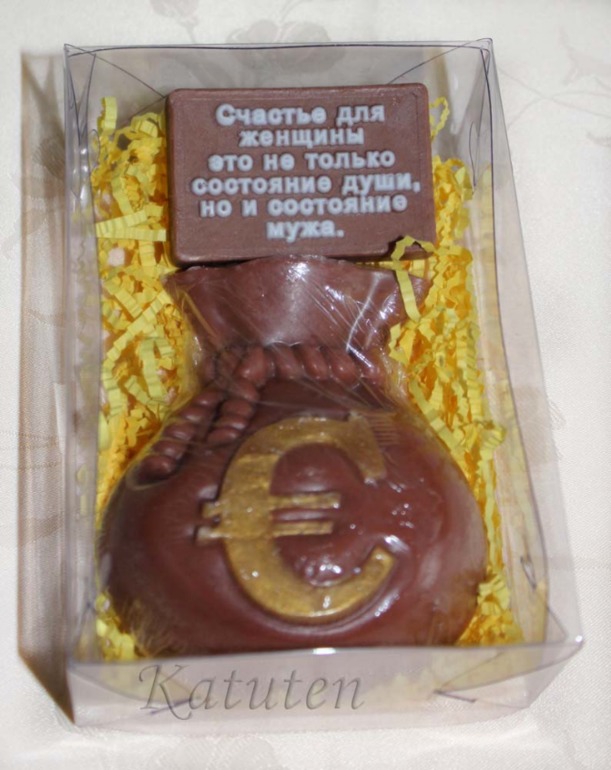 Счастье для
женщины
это не только
состояние души,
но и состояние
мужа.
€
Katuten